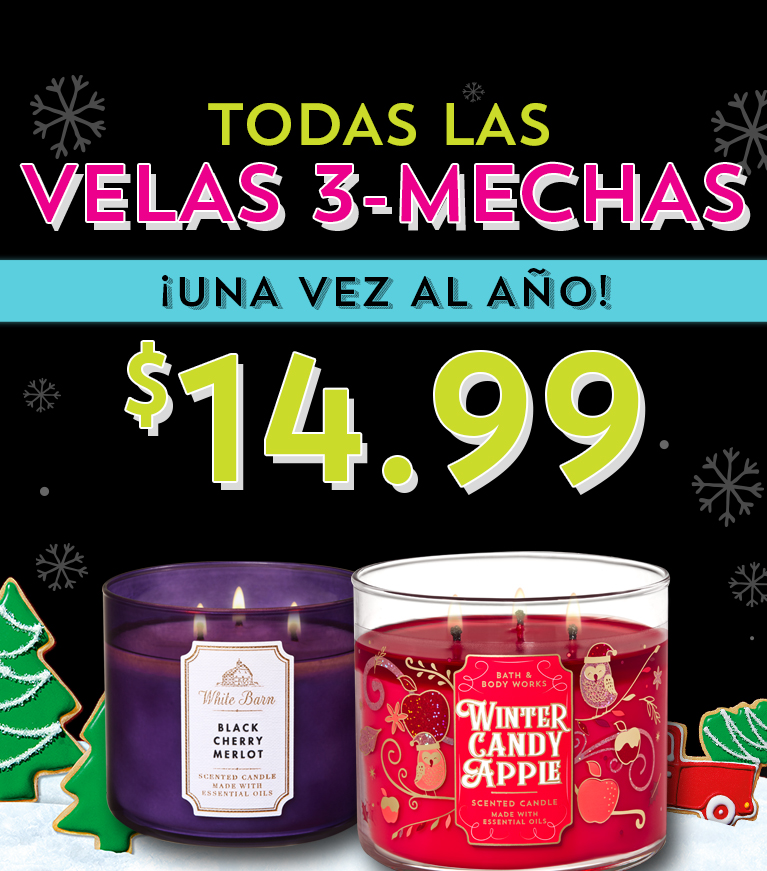 TODAS LAS
VELAS 3-MECHAS
¡UNA VEZ AL AÑO!
$14.99
White Barn
BLACK
CHERRY
MERLOT
SCENTED CANDLE
MADE WITH
ESSENTIAL OILS
BATH &
BODY WORKS
WINTER
CANDY
APPLE
SCENTED CANDLE
MADE WITH
ESSENTIAL OILS